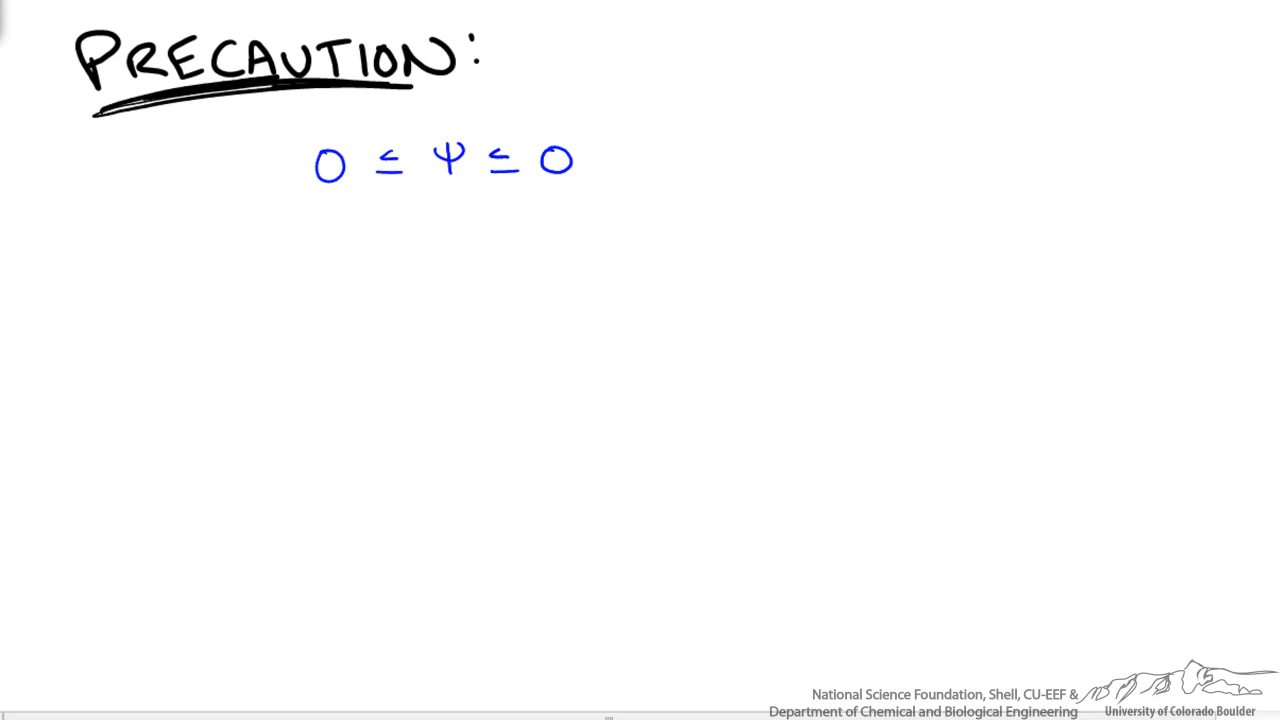 PRECAUTION:
0 ≤ Ψ ≤ 0
National Science Foundation, Shell, CU-EEF &
Department of Chemical and Biological Engineering
University of Colorado Boulder